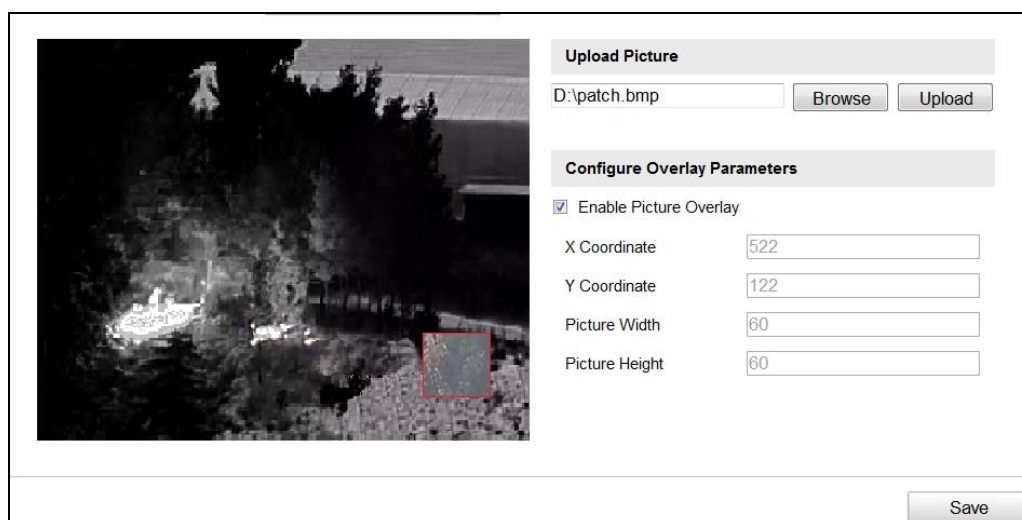 Upload Picture
D:\patch.bmp Browse Upload
Configure Overlay Parameters
Enable Picture Overlay
X Coordinate 522
Y Coordinate 122
Picture Width 60
Picture Height 60
Save